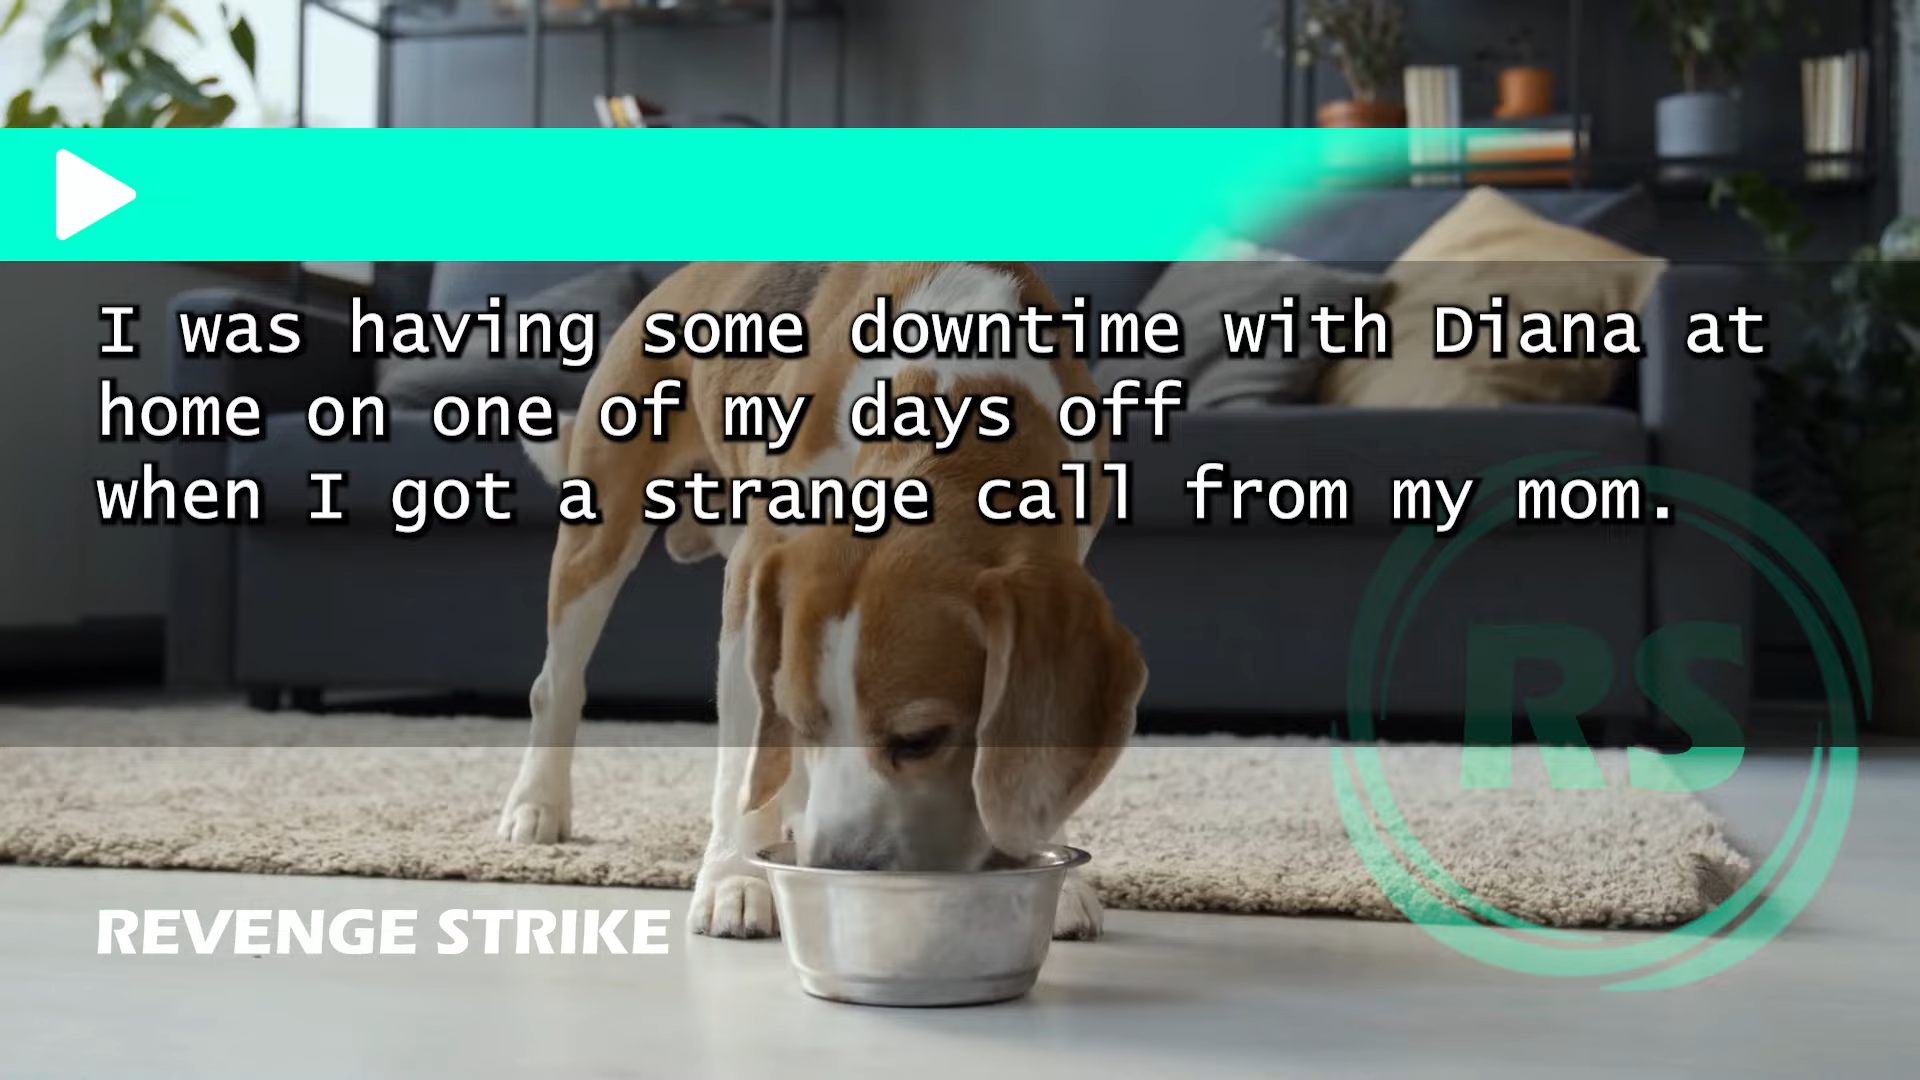 I was having some downtime with Diana at
home on one of my days off
when I got a strange call from my mom.
RS
REVENGE STRIKE